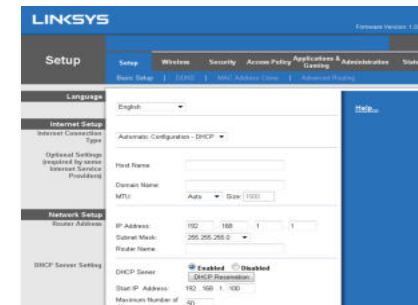 LINKSYS
Firmware Version: 1.0
Setup
Setup Wireless Security Access Policy Applications & Gaming Administration Status
Basic Setup | DDNS | MAC Address Clone | Advanced Routing
Language
English
Help...
Internet Setup
Internet Connection Type
Automatic Configuration - DHCP
Optional Settings
(required by some
Internet Service
Providers)
Host Name:
Domain Name:
MTU: Auto Size: 1500
Network Setup
Router Address
IP Address: 192 168 1 1
Subnet Mask: 255.255.255.0
Router Name:
DHCP Server Setting
DHCP Server: Enabled Disabled
DHCP Reservation
Start IP Address: 192 .168 .1 .100
Maximum Number of 50